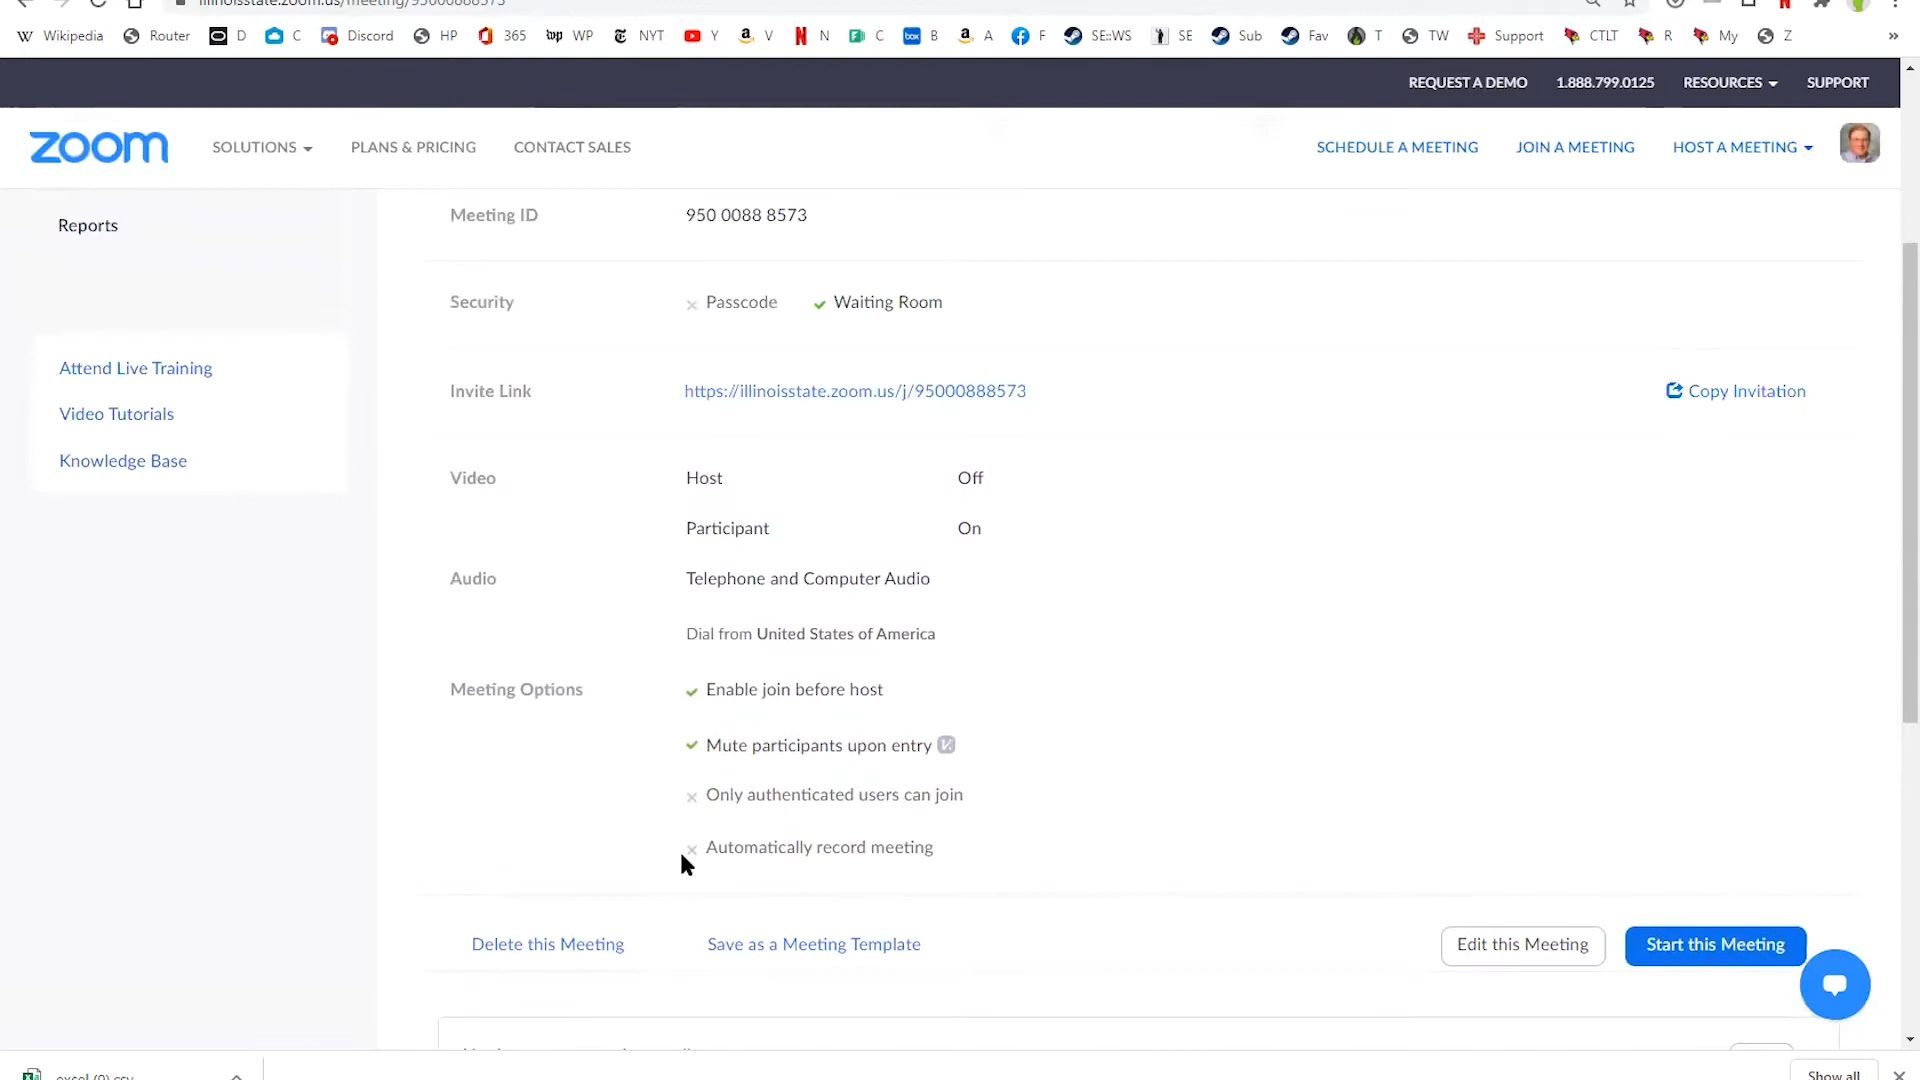 illinoisstate.zoom.us/meeting/95000888573
Wikipedia Router D C Discord HP 365 WP NYT Y V N C B A F SE::WS SE Sub Fav T TW Support CTLT R My Z »
REQUEST A DEMO 1.888.799.0125 RESOURCES SUPPORT
zoom SOLUTIONS PLANS & PRICING CONTACT SALES SCHEDULE A MEETING JOIN A MEETING HOST A MEETING
Reports
Attend Live Training
Video Tutorials
Knowledge Base
Meeting ID 950 0088 8573
Security Passcode Waiting Room
Invite Link https://illinoisstate.zoom.us/j/95000888573 Copy Invitation
Video Host Off
Participant On
Audio Telephone and Computer Audio
Dial from United States of America
Meeting Options Enable join before host
Mute participants upon entry
Only authenticated users can join
Automatically record meeting
Delete this Meeting Save as a Meeting Template Edit this Meeting Start this Meeting
excel (9).csv Show all